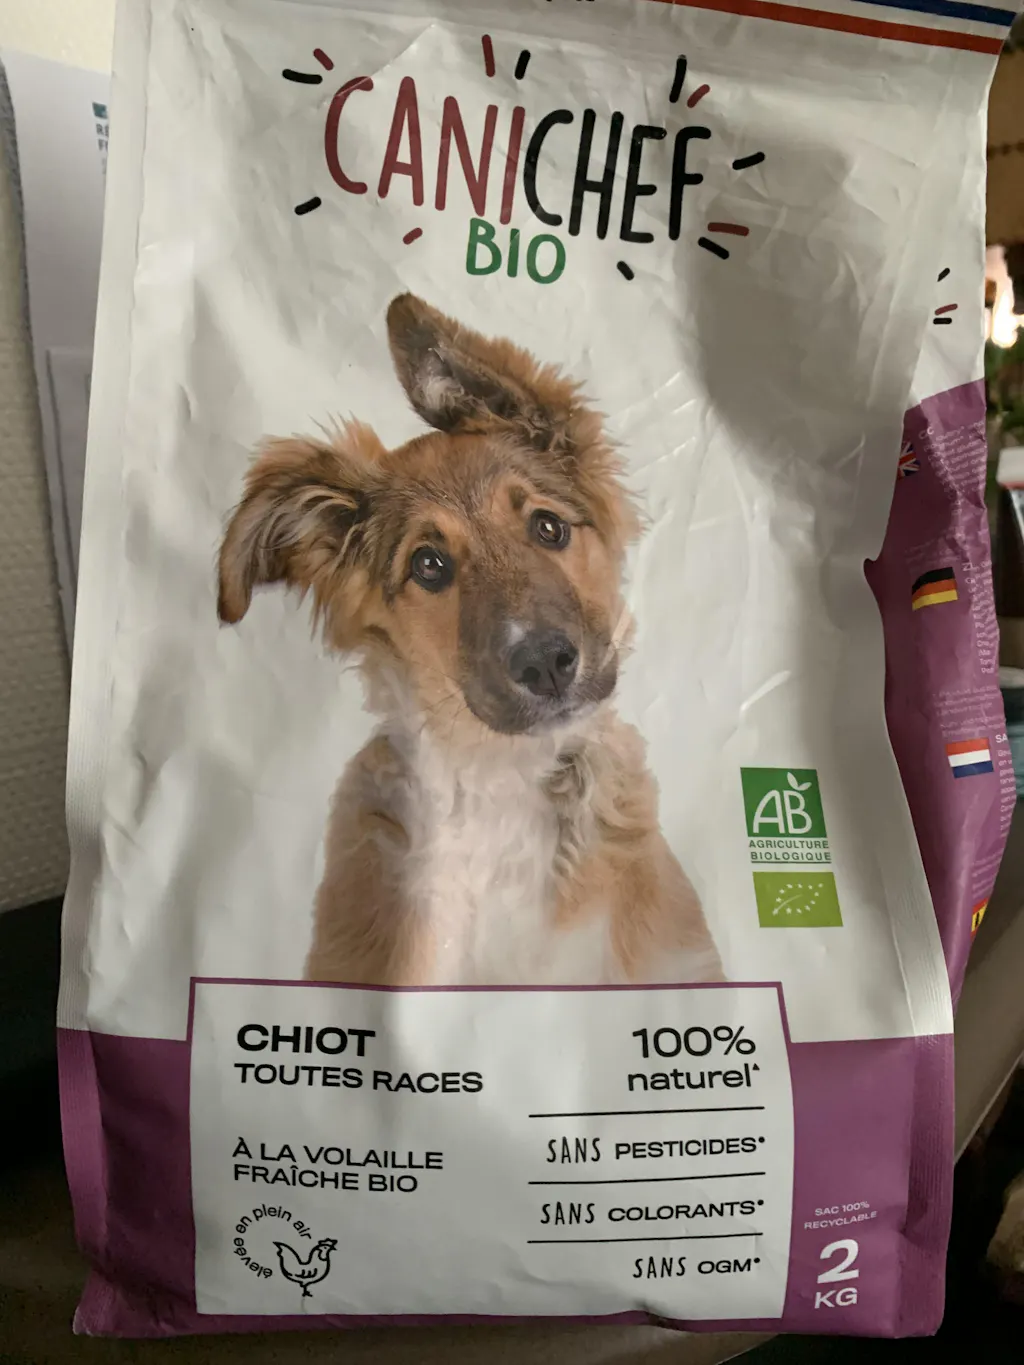 CANICHEF
BIO
AB
AGRICULTURE
BIOLOGIQUE
CHIOT
TOUTES RACES
À LA VOLAILLE
FRAÎCHE BIO
élevée en plein air
100%
naturel▴
SANS PESTICIDES•
SANS COLORANTS•
SANS OGM•
SAC 100%
RECYCLABLE
2
KG